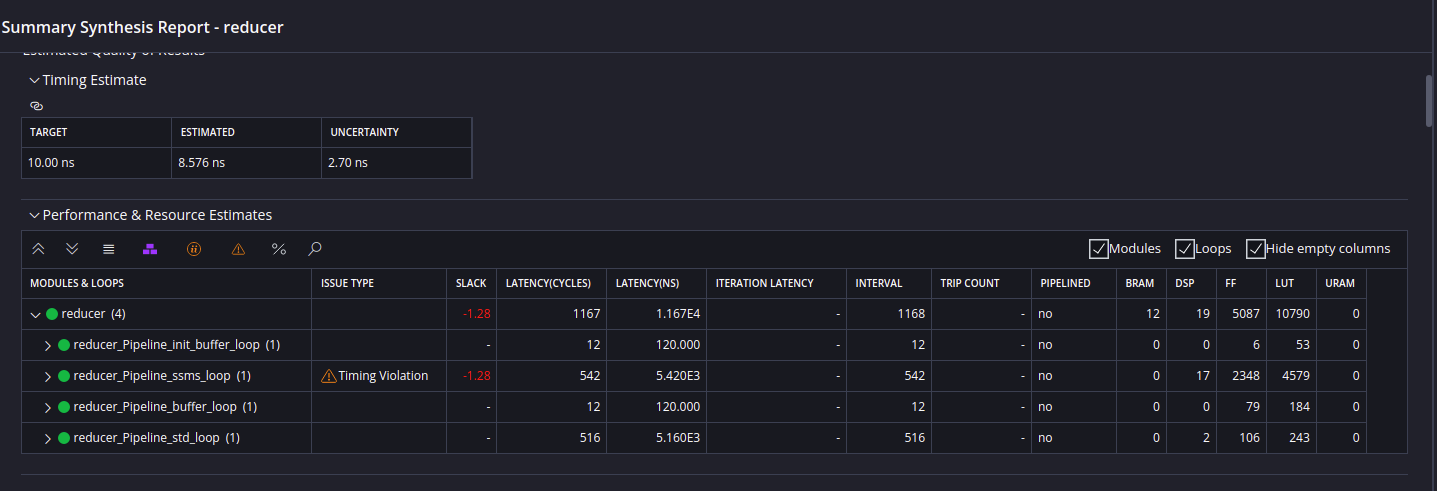 Summary Synthesis Report - reducer
Estimated Quality of Results
Timing Estimate
TARGET ESTIMATED UNCERTAINTY
10.00 ns 8.576 ns 2.70 ns
Performance & Resource Estimates
% Modules Loops Hide empty columns
MODULES & LOOPS ISSUE TYPE SLACK LATENCY(CYCLES) LATENCY(NS) ITERATION LATENCY INTERVAL TRIP COUNT PIPELINED BRAM DSP FF LUT URAM
reducer (4) -1.28 1167 1.167E4 - 1168 - no 12 19 5087 10790 0
reducer_Pipeline_init_buffer_loop (1) - 12 120.000 - 12 - no 0 0 6 53 0
reducer_Pipeline_ssms_loop (1) Timing Violation -1.28 542 5.420E3 - 542 - no 0 17 2348 4579 0
reducer_Pipeline_buffer_loop (1) - 12 120.000 - 12 - no 0 0 79 184 0
reducer_Pipeline_std_loop (1) - 516 5.160E3 - 516 - no 0 2 106 243 0